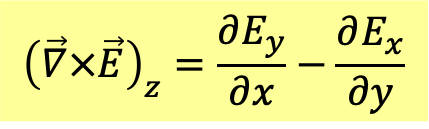 (∇⃗×E⃗)_z = ∂E_y/∂x − ∂E_x/∂y